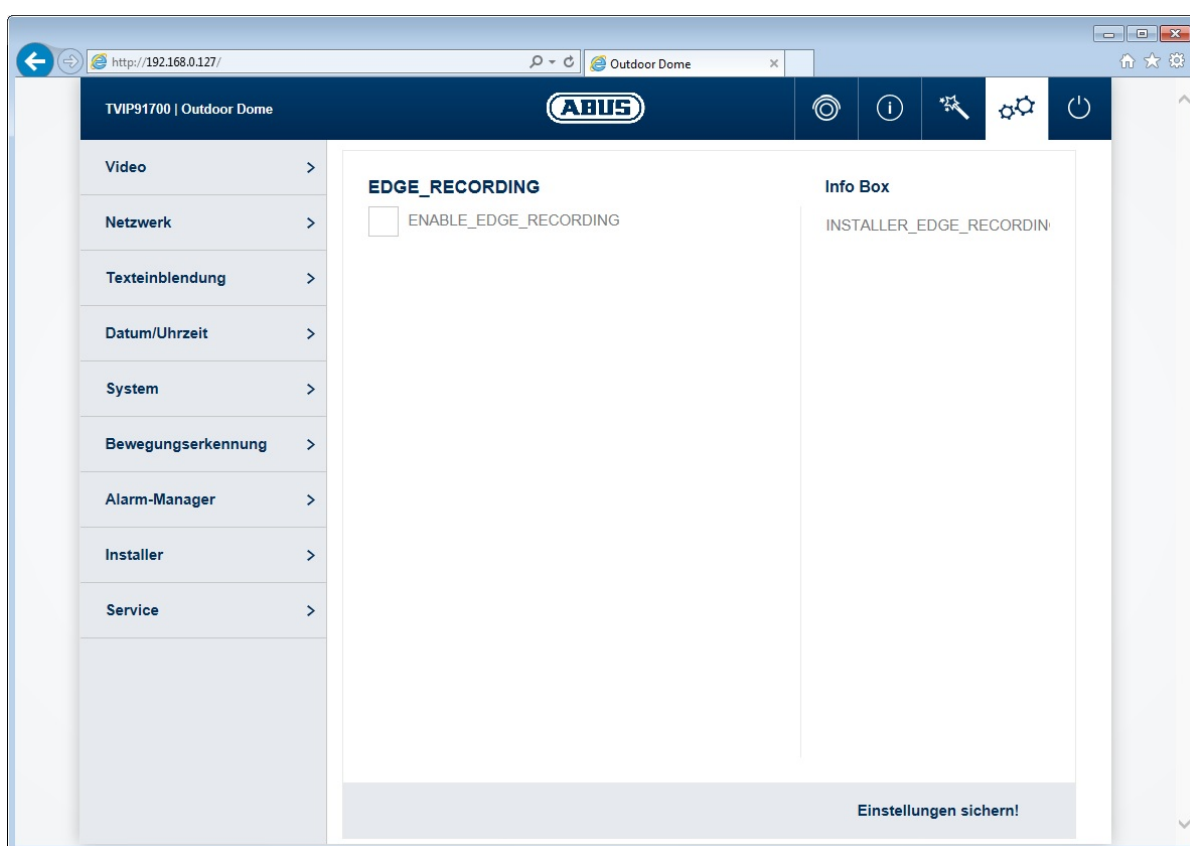 http://192.168.0.127/
Outdoor Dome
TVIP91700 | Outdoor Dome
ABUS
Video
Netzwerk
Texteinblendung
Datum/Uhrzeit
System
Bewegungserkennung
Alarm-Manager
Installer
Service
EDGE_RECORDING
ENABLE_EDGE_RECORDING
Info Box
INSTALLER_EDGE_RECORDIN
Einstellungen sichern!